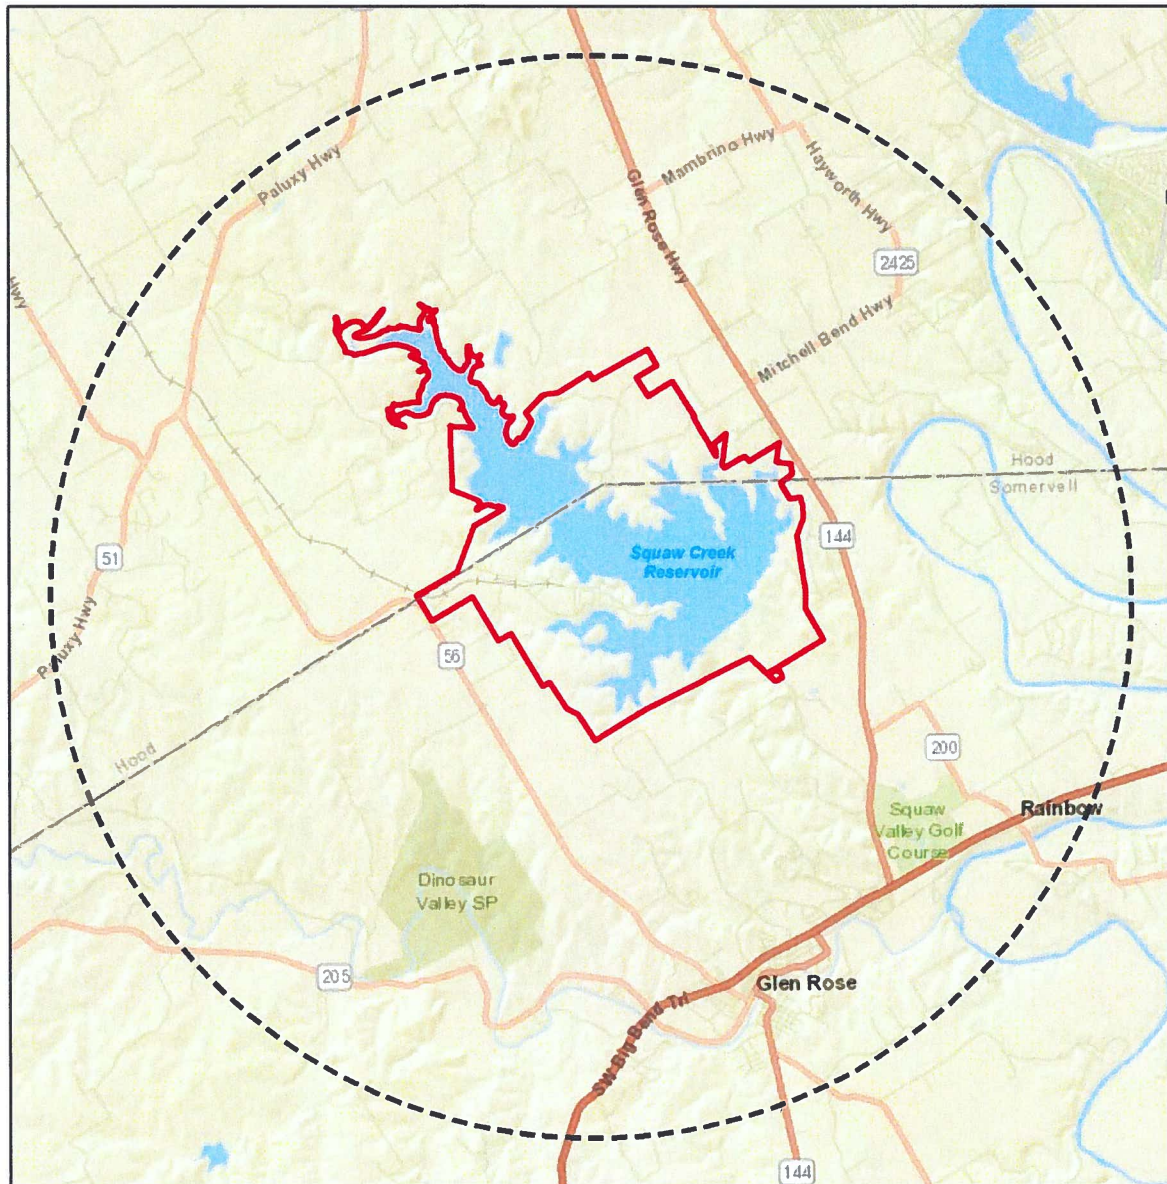 Paluxy Hwy
Mambrino Hwy
Hayworth Hwy
Glen Rose Hwy
2425
Hwy
Mitchell Bend Hwy
Hood
Somervell
144
Squaw Creek
Reservoir
51
Paluxy Hwy
56
200
Hood
Rainbow
Squaw
Valley Golf
Course
Dinosaur
Valley SP
205
Glen Rose
SW Big Bend Trl
144